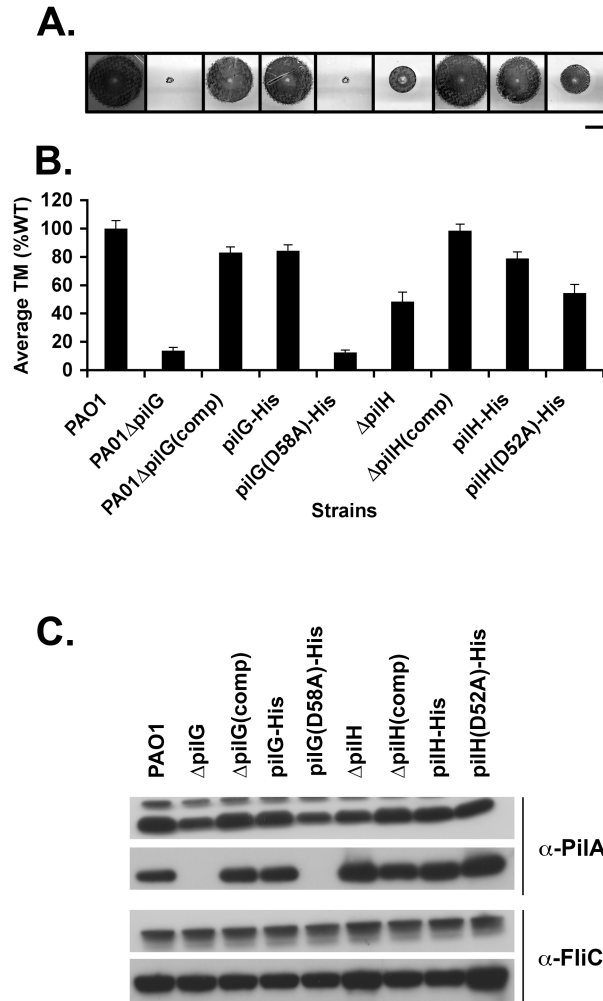 A.
B.
Average TM (%WT)
120
100
80
60
40
20
0
PAO1
PA01ΔpilG
PA01ΔpilG(comp)
pilG-His
pilG(D58A)-His
ΔpilH
ΔpilH(comp)
pilH-His
pilH(D52A)-His
Strains
C.
PAO1
ΔpilG
ΔpilG(comp)
pilG-His
pilG(D58A)-His
ΔpilH
ΔpilH(comp)
pilH-His
pilH(D52A)-His
α-PilA
α-FliC